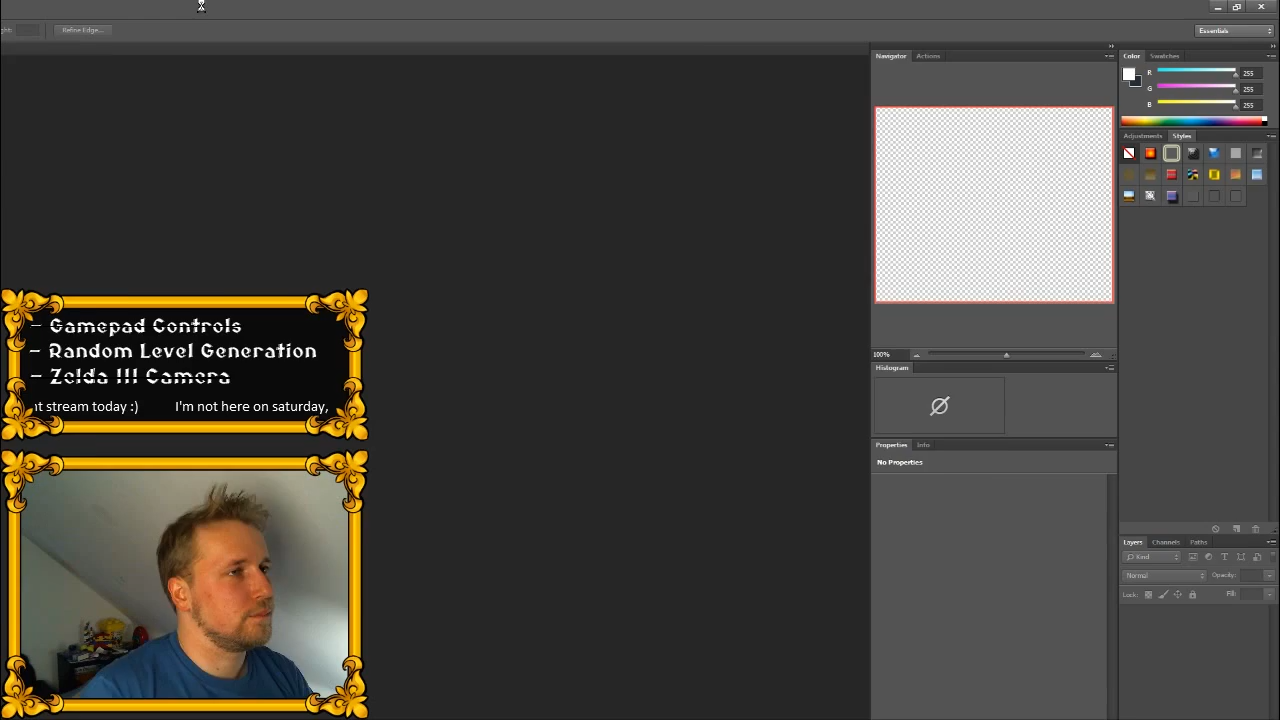 ght:
Refine Edge...
Essentials
Navigator
Actions
Color
Swatches
R
255
G
255
B
255
Adjustments
Styles
- Gamepad Controls
- Random Level Generation
- Zelda III Camera
nt stream today :) I'm not here on saturday,
100%
Histogram
Properties
Info
No Properties
Layers
Channels
Paths
Kind
Normal
Opacity:
Lock:
Fill: